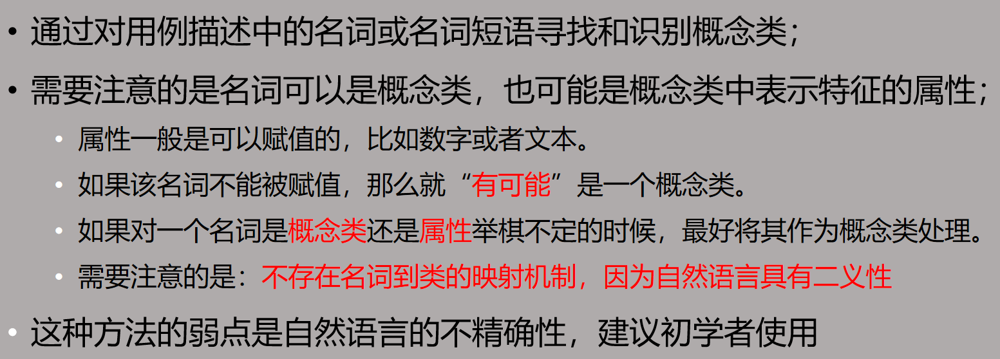 • 通过对用例描述中的名词或名词短语寻找和识别概念类；
• 需要注意的是名词可以是概念类，也可能是概念类中表示特征的属性；
• 属性一般是可以赋值的，比如数字或者文本。
• 如果该名词不能被赋值，那么就“有可能”是一个概念类。
• 如果对一个名词是概念类还是属性举棋不定的时候，最好将其作为概念类处理。
• 需要注意的是：不存在名词到类的映射机制，因为自然语言具有二义性
• 这种方法的弱点是自然语言的不精确性，建议初学者使用